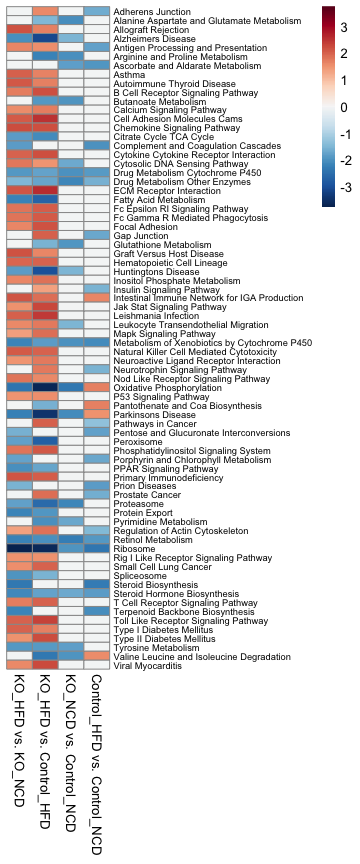 Adherens Junction
Alanine Aspartate and Glutamate Metabolism
Allograft Rejection
Alzheimers Disease
Antigen Processing and Presentation
Arginine and Proline Metabolism
Ascorbate and Aldarate Metabolism
Asthma
Autoimmune Thyroid Disease
B Cell Receptor Signaling Pathway
Butanoate Metabolism
Calcium Signaling Pathway
Cell Adhesion Molecules Cams
Chemokine Signaling Pathway
Citrate Cycle TCA Cycle
Complement and Coagulation Cascades
Cytokine Cytokine Receptor Interaction
Cytosolic DNA Sensing Pathway
Drug Metabolism Cytochrome P450
Drug Metabolism Other Enzymes
ECM Receptor Interaction
Fatty Acid Metabolism
Fc Epsilon RI Signaling Pathway
Fc Gamma R Mediated Phagocytosis
Focal Adhesion
Gap Junction
Glutathione Metabolism
Graft Versus Host Disease
Hematopoietic Cell Lineage
Huntingtons Disease
Inositol Phosphate Metabolism
Insulin Signaling Pathway
Intestinal Immune Network for IGA Production
Jak Stat Signaling Pathway
Leishmania Infection
Leukocyte Transendothelial Migration
Mapk Signaling Pathway
Metabolism of Xenobiotics by Cytochrome P450
Natural Killer Cell Mediated Cytotoxicity
Neuroactive Ligand Receptor Interaction
Neurotrophin Signaling Pathway
Nod Like Receptor Signaling Pathway
Oxidative Phosphorylation
P53 Signaling Pathway
Pantothenate and Coa Biosynthesis
Parkinsons Disease
Pathways in Cancer
Pentose and Glucuronate Interconversions
Peroxisome
Phosphatidylinositol Signaling System
Porphyrin and Chlorophyll Metabolism
PPAR Signaling Pathway
Primary Immunodeficiency
Prion Diseases
Prostate Cancer
Proteasome
Protein Export
Pyrimidine Metabolism
Regulation of Actin Cytoskeleton
Retinol Metabolism
Ribosome
Rig I Like Receptor Signaling Pathway
Small Cell Lung Cancer
Spliceosome
Steroid Biosynthesis
Steroid Hormone Biosynthesis
T Cell Receptor Signaling Pathway
Terpenoid Backbone Biosynthesis
Toll Like Receptor Signaling Pathway
Type I Diabetes Mellitus
Type II Diabetes Mellitus
Tyrosine Metabolism
Valine Leucine and Isoleucine Degradation
Viral Myocarditis
KO_HFD vs. KO_NCD
KO_HFD vs. Control_HFD
KO_NCD vs. Control_NCD
Control_HFD vs. Control_NCD
3
2
1
0
-1
-2
-3